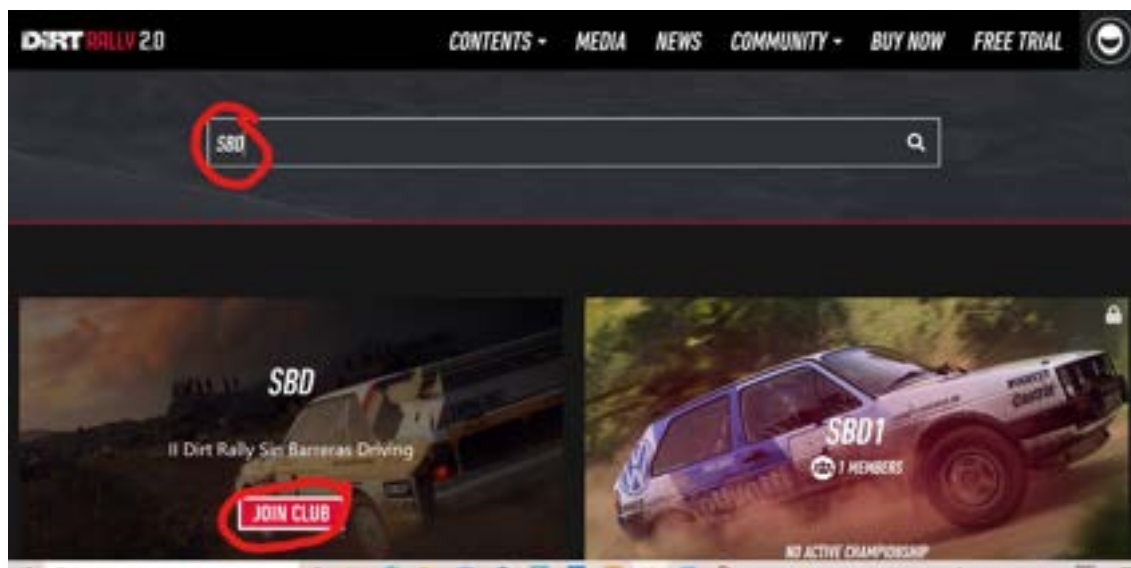 DiRT RALLY 2.0
CONTENTS MEDIA NEWS COMMUNITY BUY NOW FREE TRIAL
SBD
SBD
II Dirt Rally Sin Barreras Driving
JOIN CLUB
SBD1
1 MEMBERS
NO ACTIVE CHAMPIONSHIP
Castrol